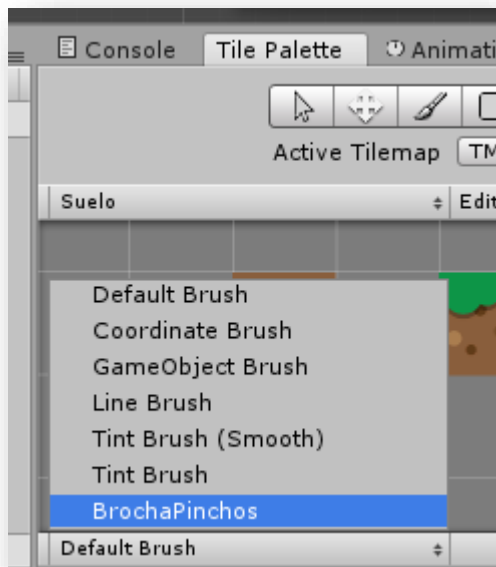 Console Tile Palette Animati
Active Tilemap TM
Suelo Edit
Default Brush
Coordinate Brush
GameObject Brush
Line Brush
Tint Brush (Smooth)
Tint Brush
BrochaPinchos
Default Brush